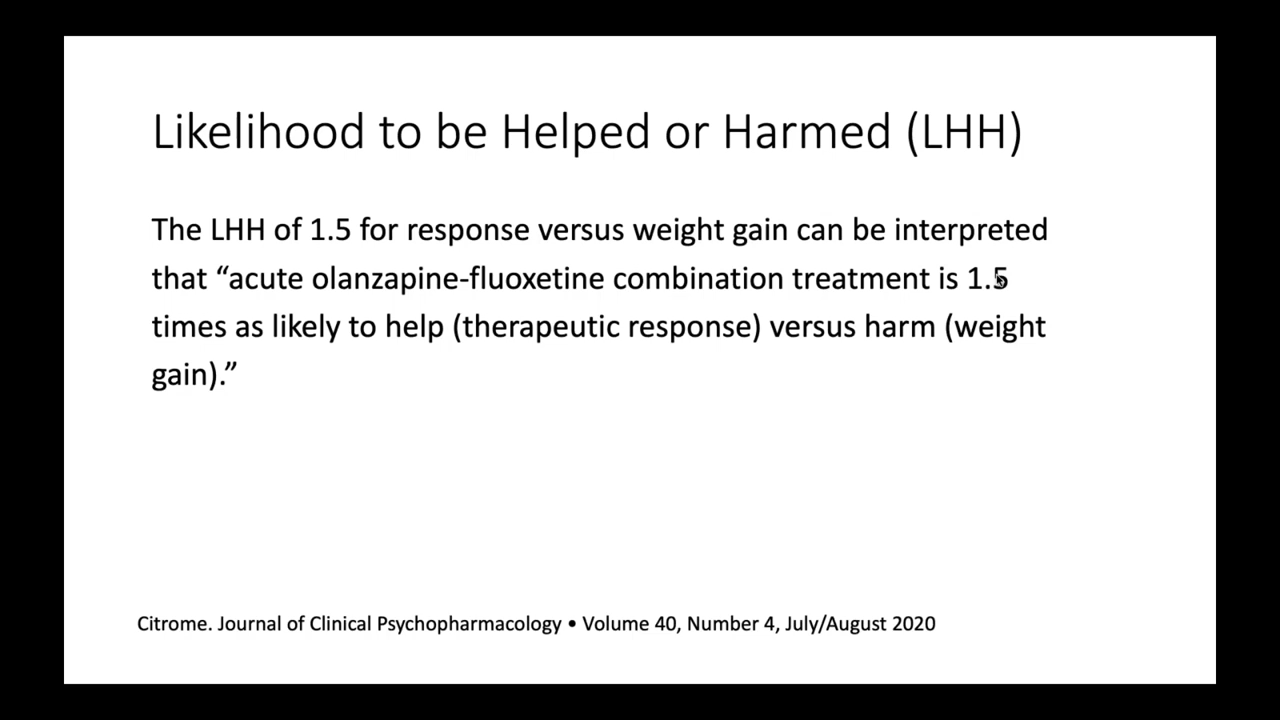 Likelihood to be Helped or Harmed (LHH)
The LHH of 1.5 for response versus weight gain can be interpreted
that “acute olanzapine-fluoxetine combination treatment is 1.5
times as likely to help (therapeutic response) versus harm (weight
gain).”
Citrome. Journal of Clinical Psychopharmacology • Volume 40, Number 4, July/August 2020